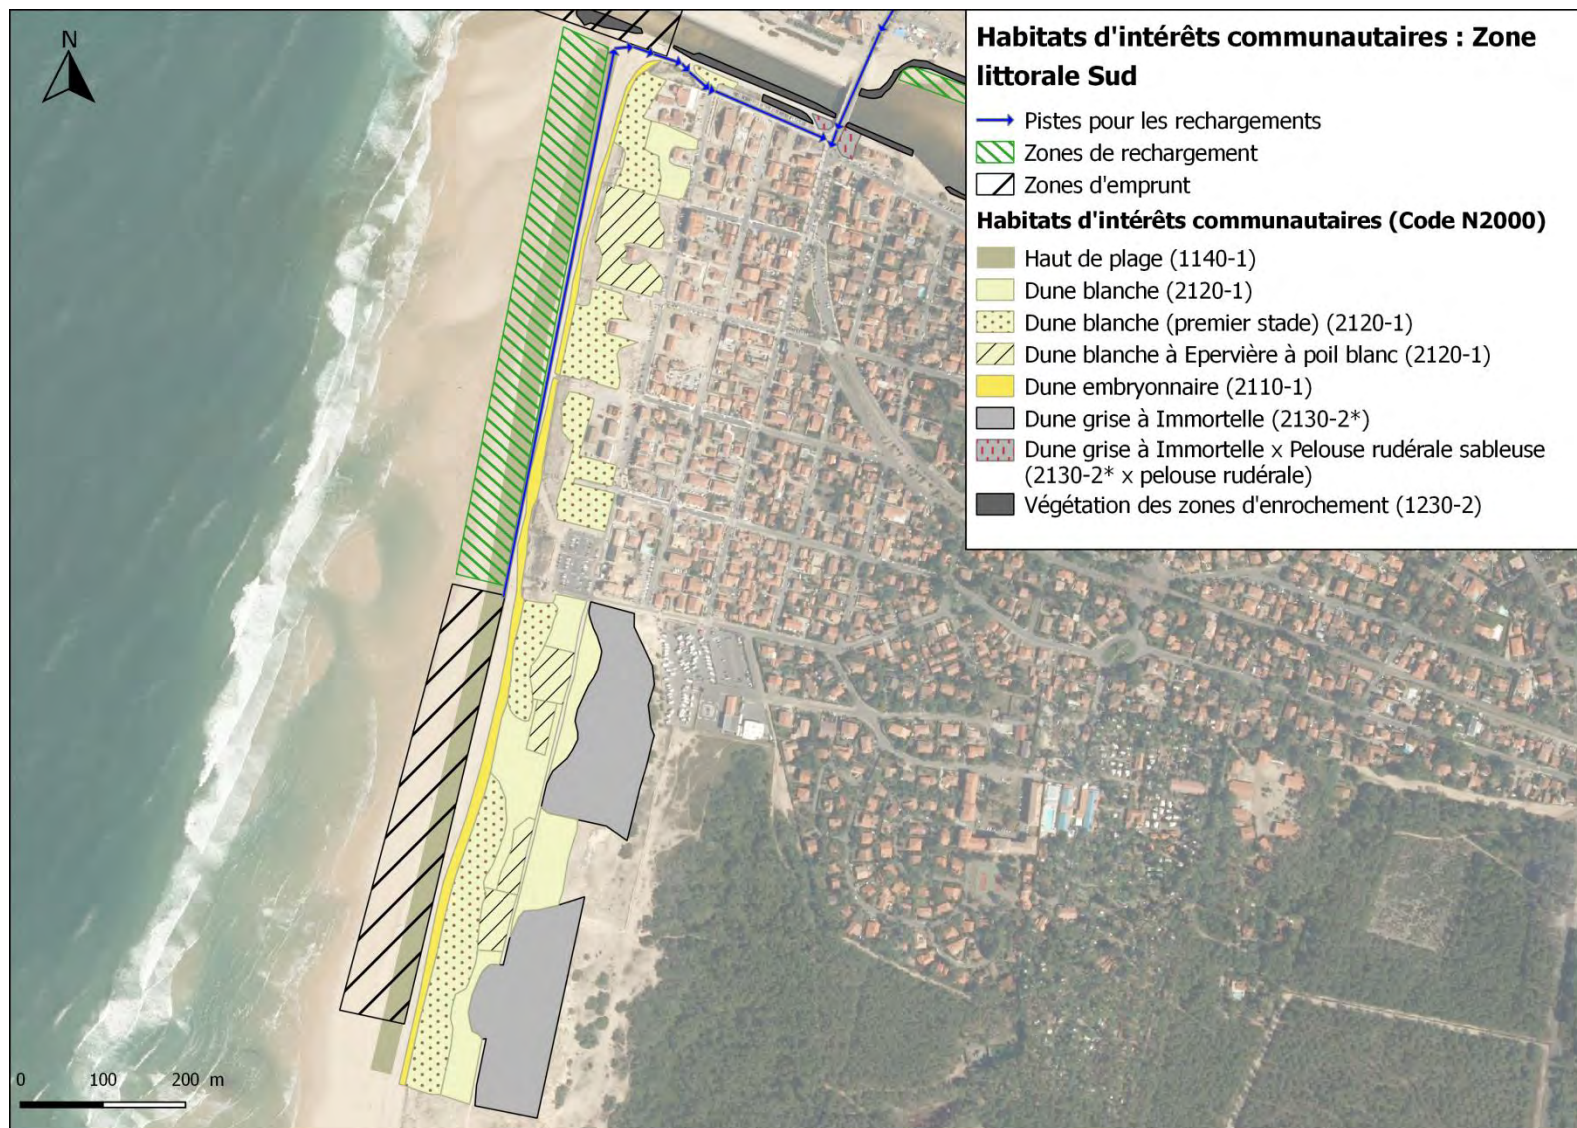 N
Habitats d'intérêts communautaires : Zone
littorale Sud
Pistes pour les rechargements
Zones de rechargement
Zones d'emprunt
Habitats d'intérêts communautaires (Code N2000)
Haut de plage (1140-1)
Dune blanche (2120-1)
Dune blanche (premier stade) (2120-1)
Dune blanche à Epervière à poil blanc (2120-1)
Dune embryonnaire (2110-1)
Dune grise à Immortelle (2130-2*)
Dune grise à Immortelle x Pelouse rudérale sableuse
(2130-2* x pelouse rudérale)
Végétation des zones d'enrochement (1230-2)
0 100 200 m